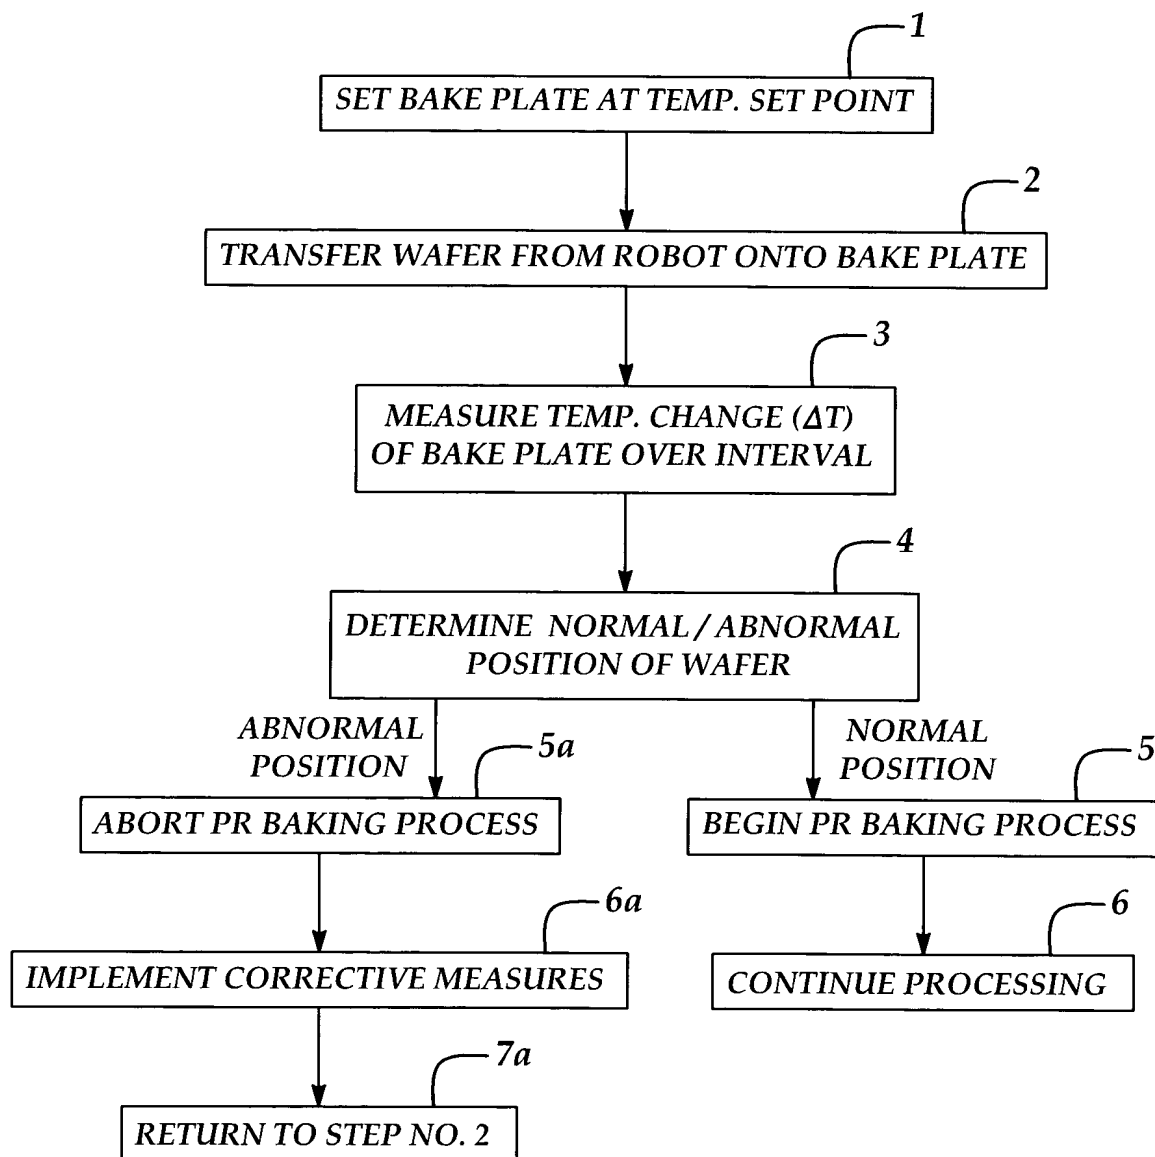 1
SET BAKE PLATE AT TEMP. SET POINT
2
TRANSFER WAFER FROM ROBOT ONTO BAKE PLATE
3
MEASURE TEMP. CHANGE (ΔT)
OF BAKE PLATE OVER INTERVAL
4
DETERMINE NORMAL / ABNORMAL
POSITION OF WAFER
ABNORMAL
POSITION
NORMAL
POSITION
5a
ABORT PR BAKING PROCESS
5
BEGIN PR BAKING PROCESS
6a
IMPLEMENT CORRECTIVE MEASURES
6
CONTINUE PROCESSING
7a
RETURN TO STEP NO. 2